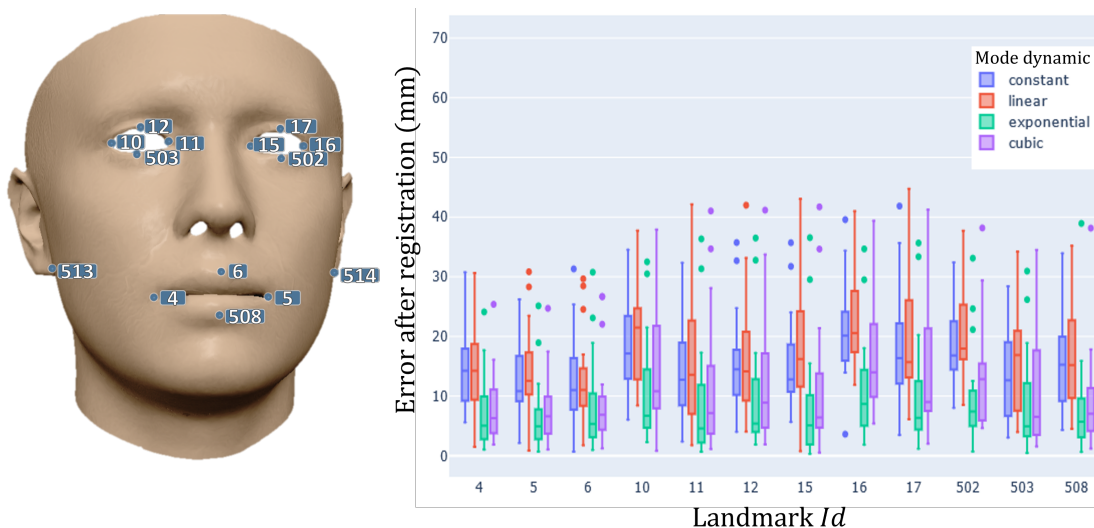 12
17
10
11
15
16
503
502
513
6
514
4
5
508
Error after registration (mm)
70
60
50
40
30
20
10
0
Mode dynamic
constant
linear
exponential
cubic
4 5 6 10 11 12 15 16 17 502 503 508
Landmark Id